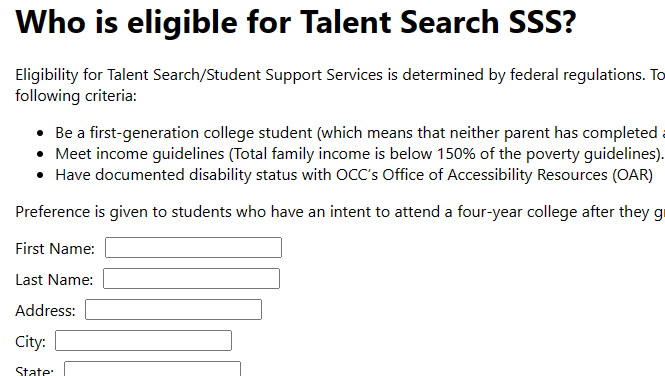 Who is eligible for Talent Search SSS?
Eligibility for Talent Search/Student Support Services is determined by federal regulations. To
following criteria:
• Be a first-generation college student (which means that neither parent has completed
• Meet income guidelines (Total family income is below 150% of the poverty guidelines).
• Have documented disability status with OCC's Office of Accessibility Resources (OAR)
Preference is given to students who have an intent to attend a four-year college after they
First Name:
Last Name:
Address:
City:
State: